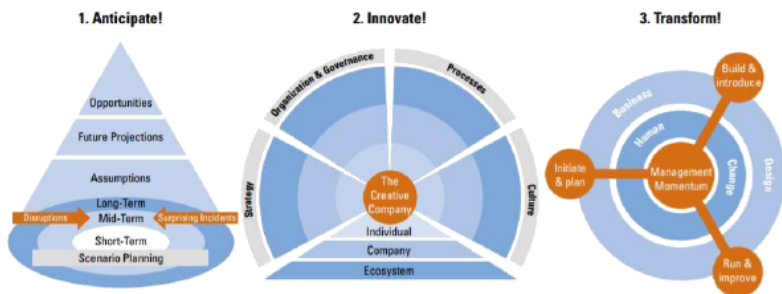 1. Anticipate!
Opportunities
Future Projections
Assumptions
Long-Term
Disruptions
Mid-Term
Surprising Incidents
Short-Term
Scenario Planning
2. Innovate!
Strategy
Organization & Governance
Processes
Culture
The
Creative
Company
Individual
Company
Ecosystem
3. Transform!
Build &
introduce
Business
Human
Initiate
& plan
Management
Momentum
Change
Design
Run &
improve